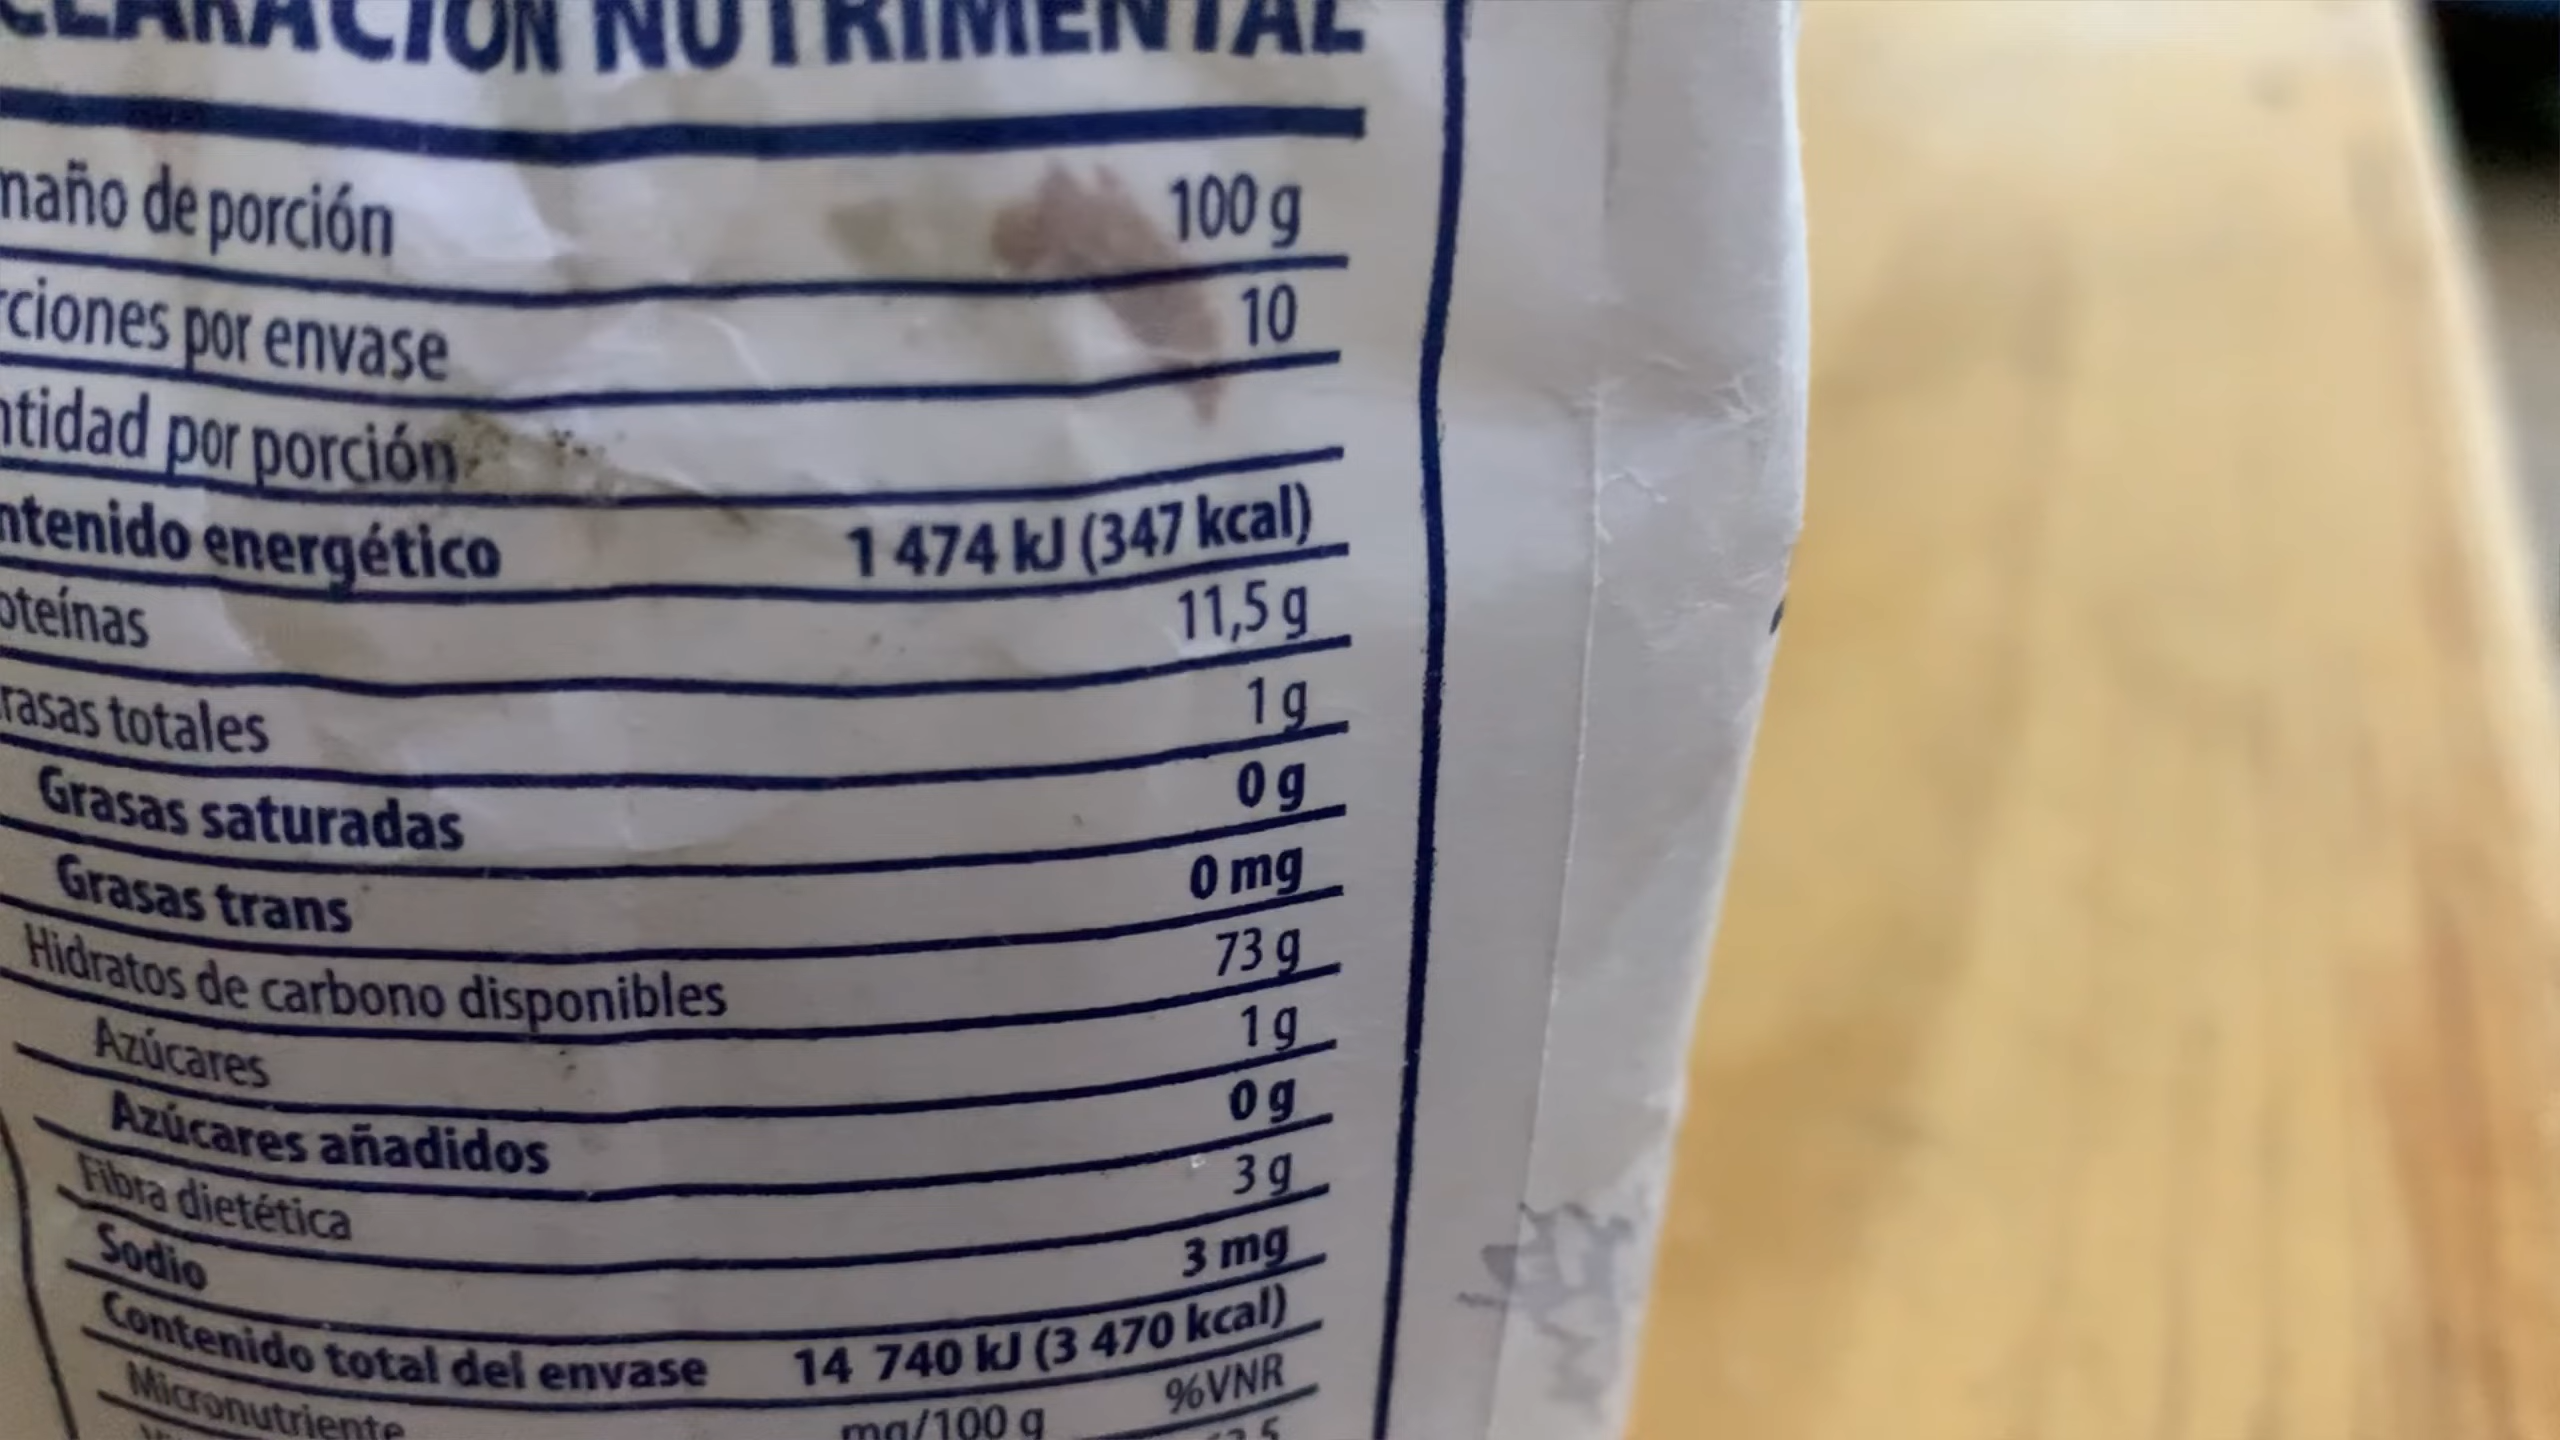 CLARACIÓN NUTRIMENTAL
maño de porción 100 g
rciones por envase 10
ntidad por porción
ntenido energético 1 474 kJ (347 kcal)
oteínas 11,5 g
rasas totales 1 g
Grasas saturadas 0 g
Grasas trans 0 mg
Hidratos de carbono disponibles 73 g
Azúcares 1 g
Azúcares añadidos 0 g
Fibra dietética 3 g
Sodio 3 mg
Contenido total del envase 14 740 kJ (3 470 kcal)
Micronutriente mg/100 g %VNR